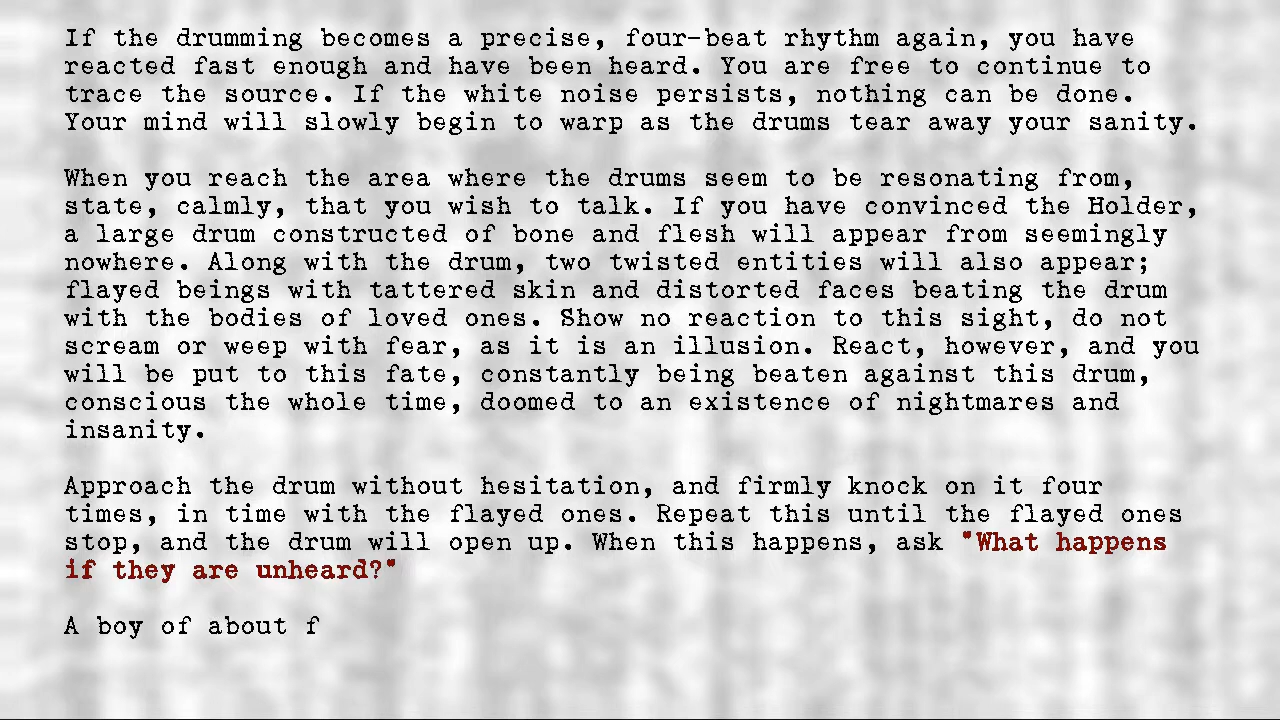 If the drumming becomes a precise, four-beat rhythm again, you have
reacted fast enough and have been heard. You are free to continue to
trace the source. If the white noise persists, nothing can be done.
Your mind will slowly begin to warp as the drums tear away your sanity.
When you reach the area where the drums seem to be resonating from,
state, calmly, that you wish to talk. If you have convinced the Holder,
a large drum constructed of bone and flesh will appear from seemingly
nowhere. Along with the drum, two twisted entities will also appear;
flayed beings with tattered skin and distorted faces beating the drum
with the bodies of loved ones. Show no reaction to this sight, do not
scream or weep with fear, as it is an illusion. React, however, and you
will be put to this fate, constantly being beaten against this drum,
conscious the whole time, doomed to an existence of nightmares and
insanity.
Approach the drum without hesitation, and firmly knock on it four
times, in time with the flayed ones. Repeat this until the flayed ones
stop, and the drum will open up. When this happens, ask "What happens
if they are unheard?"
A boy of about f